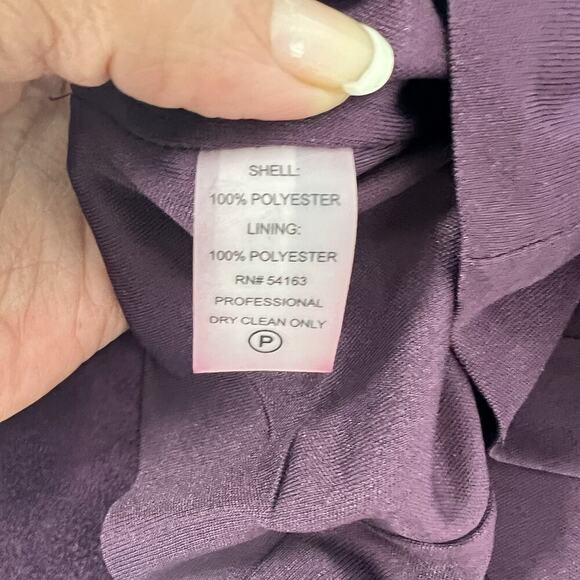 SHELL:
100% POLYESTER
LINING:
100% POLYESTER
RN# 54163
PROFESSIONAL
DRY CLEAN ONLY
P